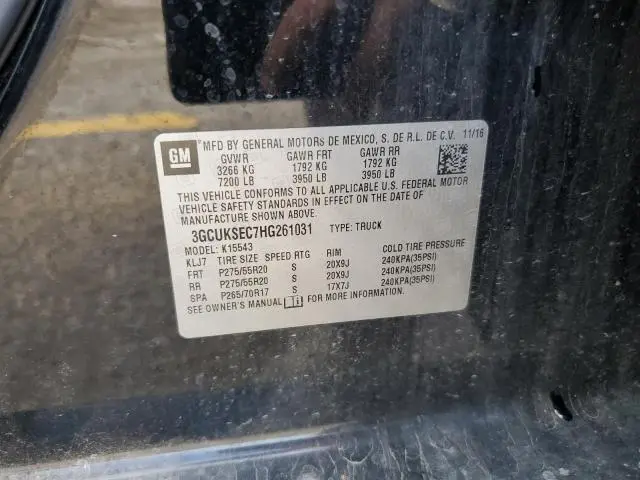 GM
MFD BY GENERAL MOTORS DE MEXICO, S. DE R.L. DE C.V. 11/16
GVWR GAWR FRT GAWR RR
3266 KG 1792 KG 1792 KG
7200 LB 3950 LB 3950 LB
THIS VEHICLE CONFORMS TO ALL APPLICABLE U.S. FEDERAL MOTOR
VEHICLE SAFETY STANDARDS IN EFFECT ON THE DATE OF
MANUFACTURE SHOWN ABOVE.
3GCUKSEC7HG261031 TYPE: TRUCK
MODEL: K15543
KLJ7 TIRE SIZE SPEED RTG RIM COLD TIRE PRESSURE
FRT P275/55R20 S 20X9J 240KPA(35PSI)
RR P275/55R20 S 20X9J 240KPA(35PSI)
SPA P265/70R17 S 17X7J 240KPA(35PSI)
SEE OWNER'S MANUAL FOR MORE INFORMATION.